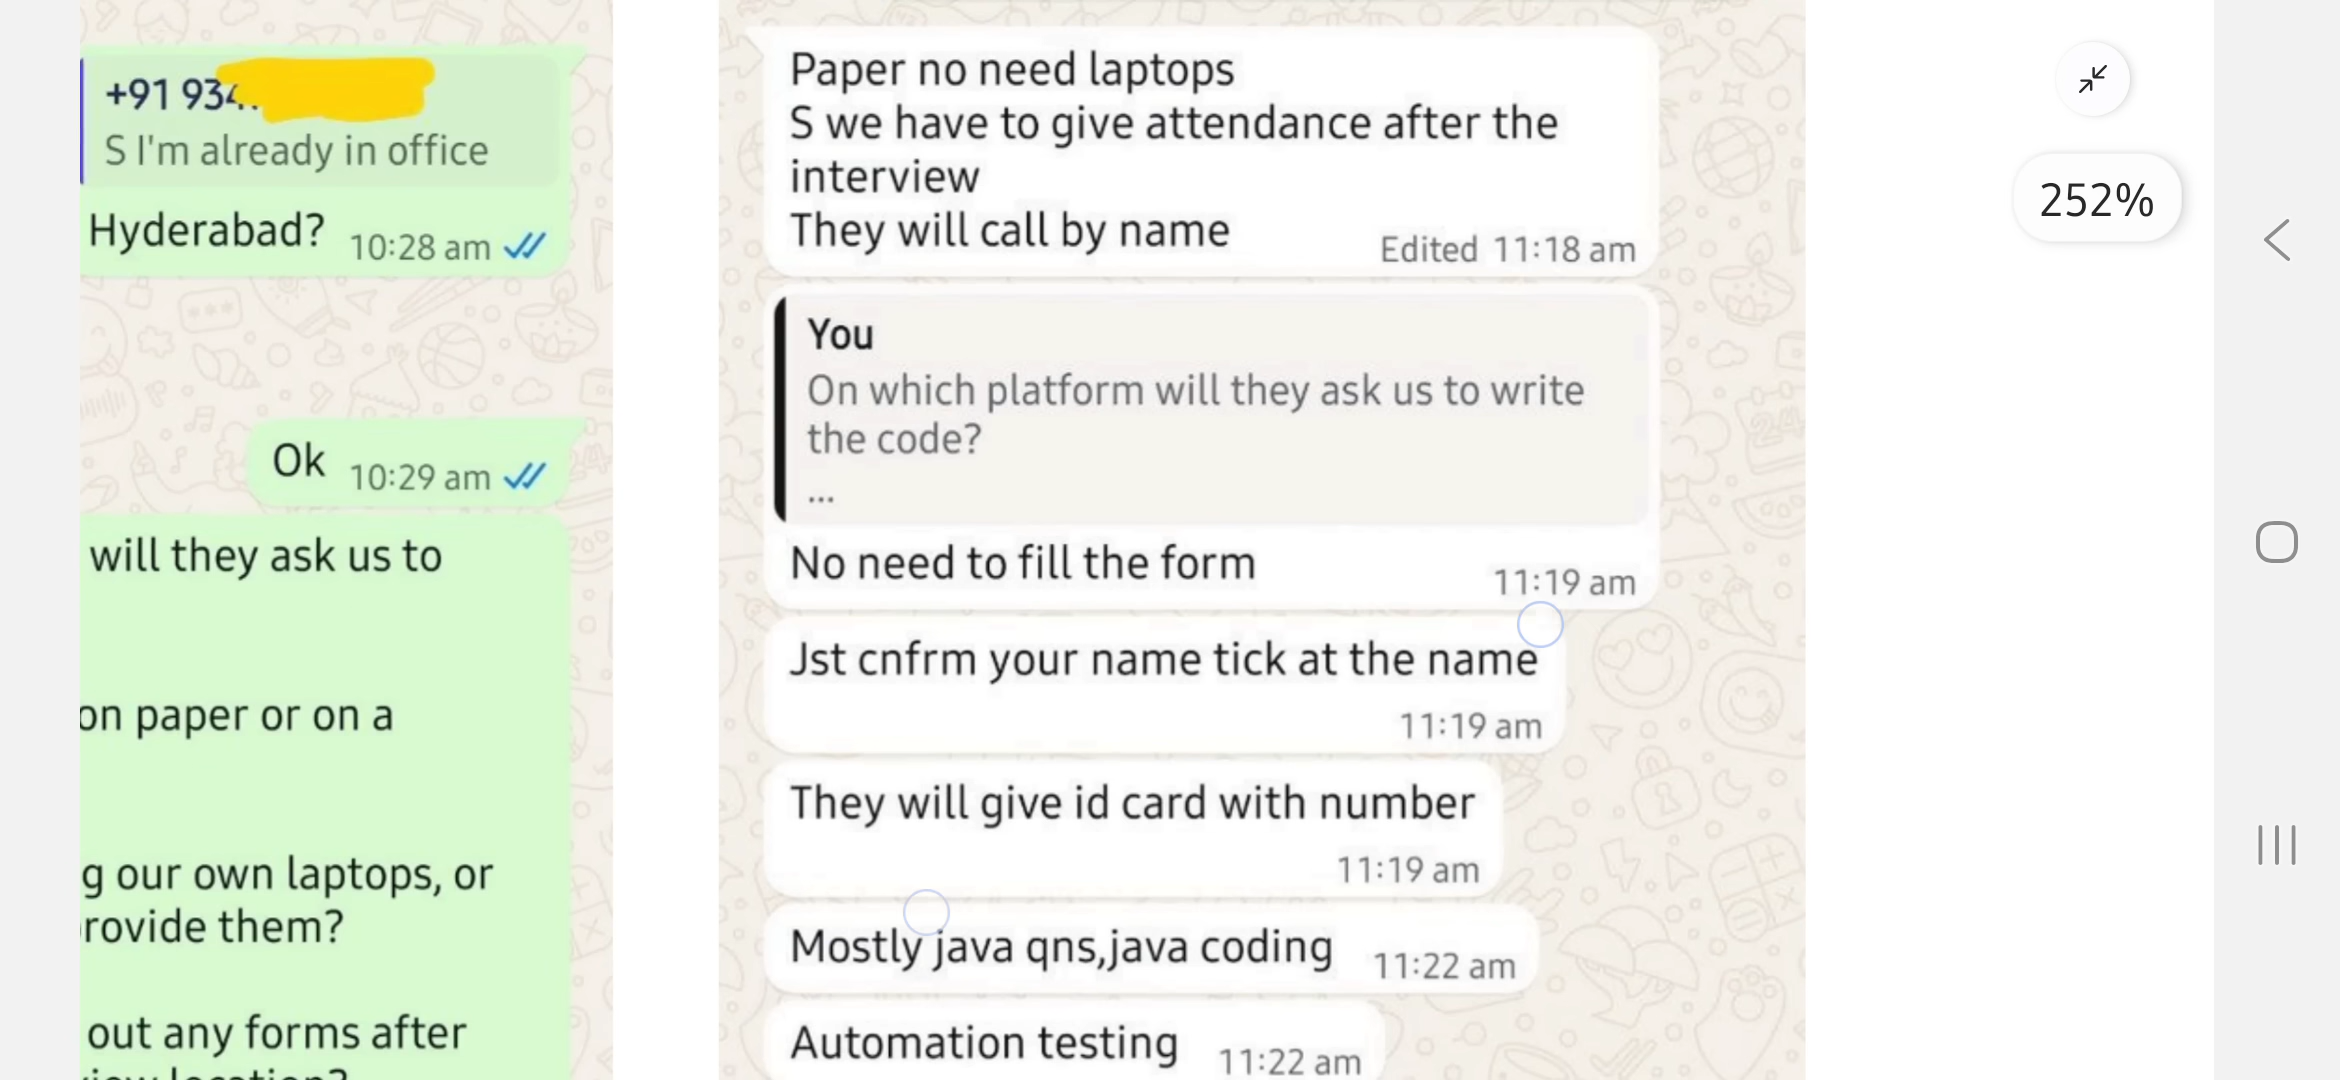 +91 934
S I'm already in office
Hyderabad? 10:28 am
Ok 10:29 am
will they ask us to
on paper or on a
g our own laptops, or
rovide them?
out any forms after
Paper no need laptops
S we have to give attendance after the
interview
They will call by name Edited 11:18 am
You
On which platform will they ask us to write
the code?
...
No need to fill the form 11:19 am
Jst cnfrm your name tick at the name
11:19 am
They will give id card with number
11:19 am
Mostly java qns,java coding 11:22 am
Automation testing 11:22 am
252%